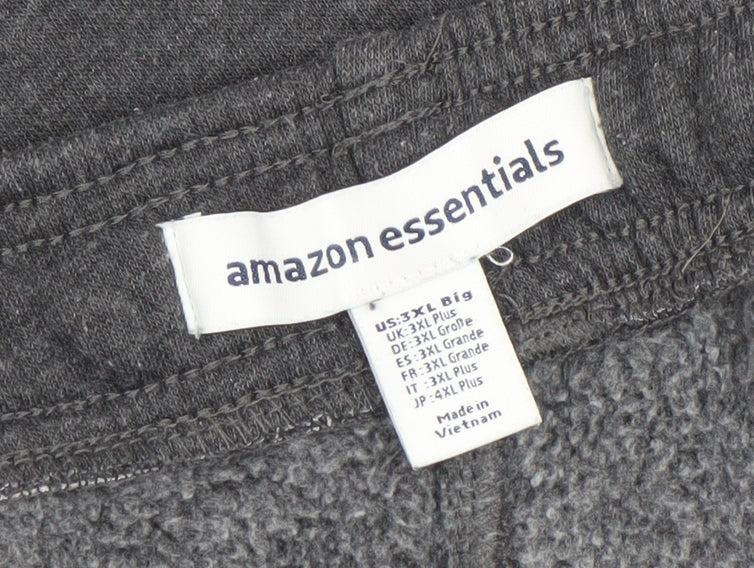 amazon essentials
US:3XL Big
UK:3XL Plus
DE:3XL Große
ES:3XL Grande
FR:3XL Grande
IT:3XL Plus
JP:4XL Plus
Made in
Vietnam